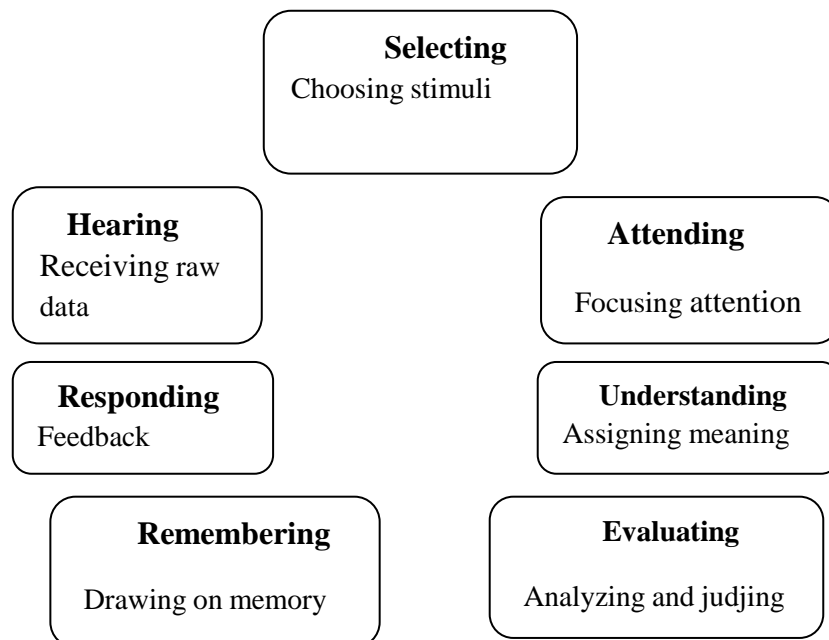 Selecting
Choosing stimuli
Hearing
Receiving raw
data
Attending
Focusing attention
Responding
Feedback
Understanding
Assigning meaning
Remembering
Drawing on memory
Evaluating
Analyzing and judjing